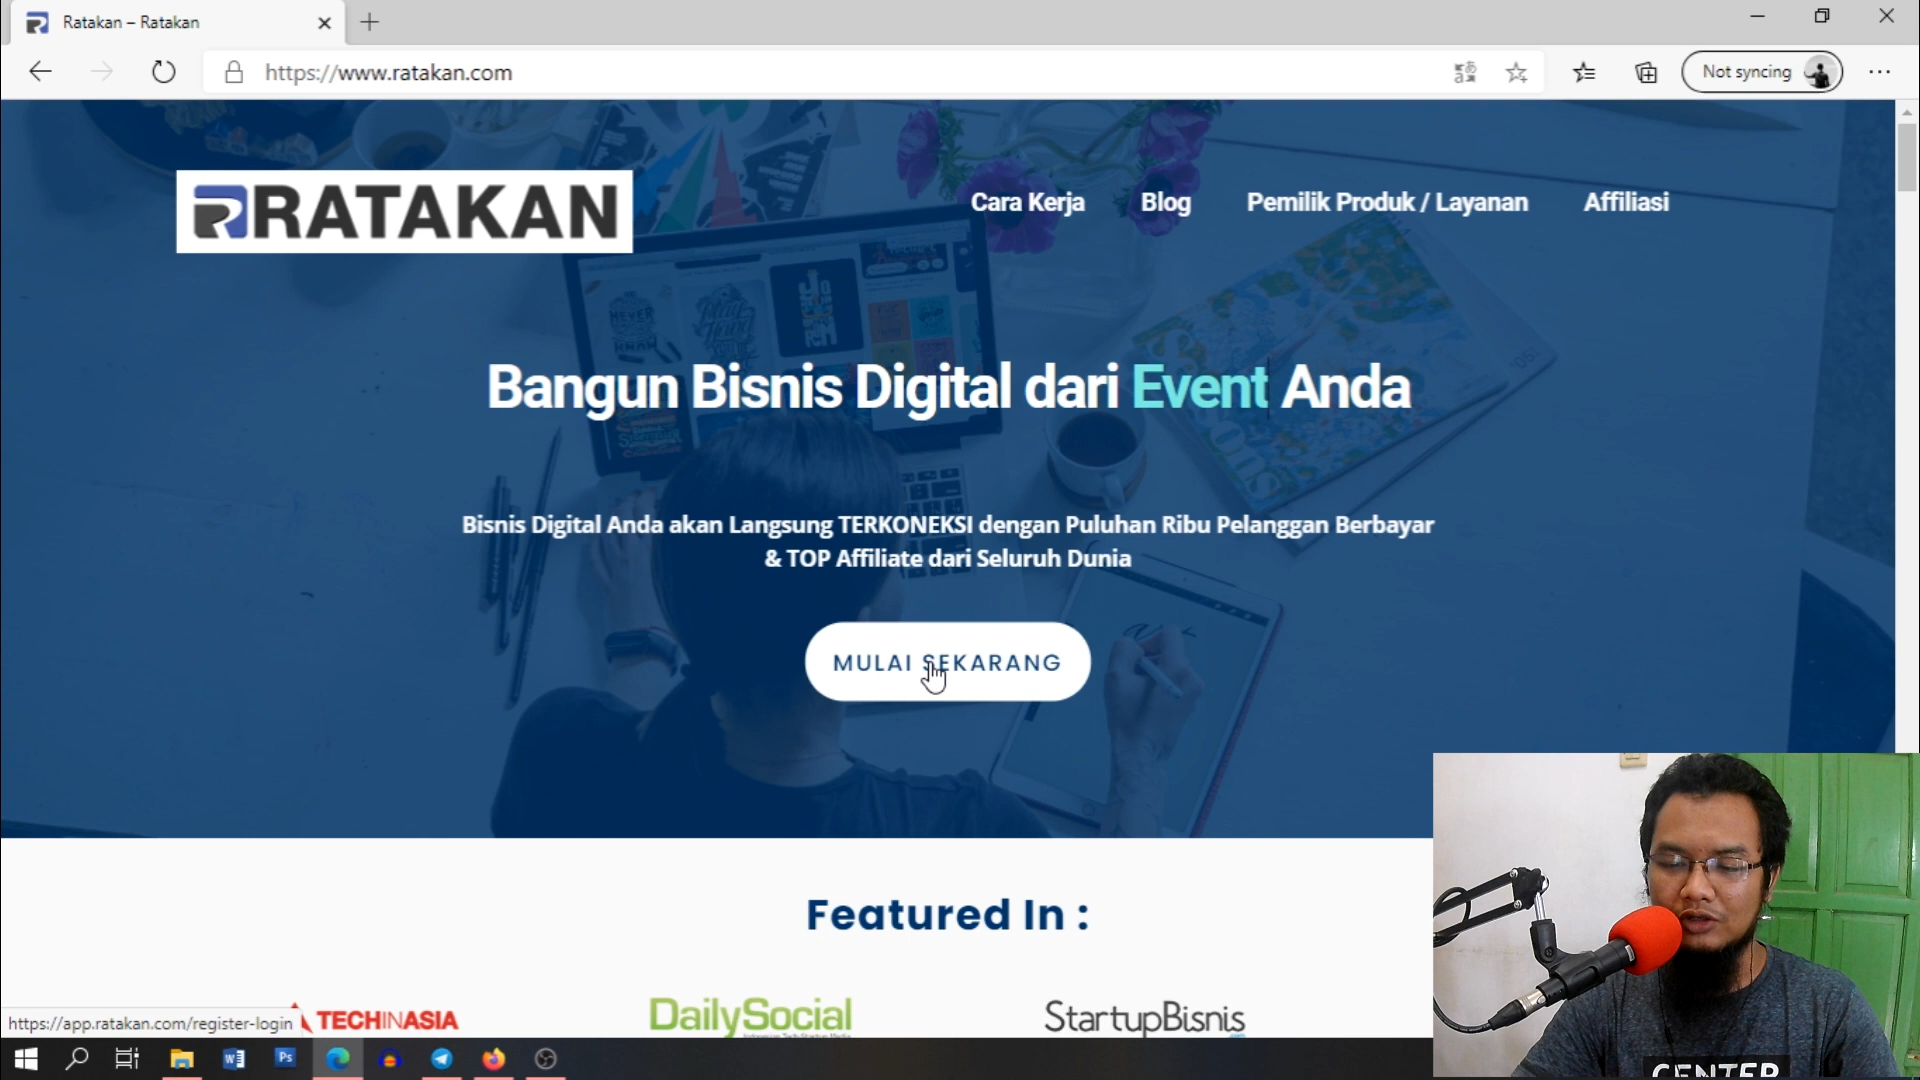 Ratakan – Ratakan
https://www.ratakan.com
Not syncing
RATAKAN
Cara Kerja
Blog
Pemilik Produk / Layanan
Affiliasi
Bangun Bisnis Digital dari Event Anda
Bisnis Digital Anda akan Langsung TERKONEKSI dengan Puluhan Ribu Pelanggan Berbayar
& TOP Affiliate dari Seluruh Dunia
MULAI SEKARANG
Featured In :
https://app.ratakan.com/register-login
TECHINASIA
DailySocial
StartupBisnis
Ps
CENTER